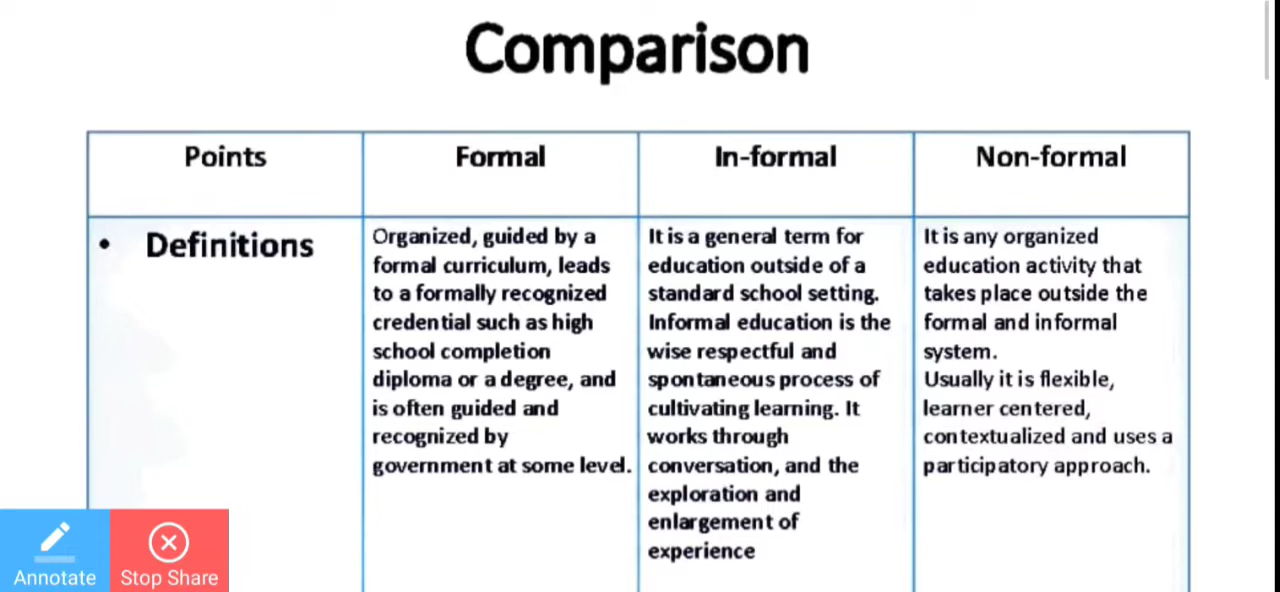 Comparison
Points
Formal
In-formal
Non-formal
• Definitions
Organized, guided by a
formal curriculum, leads
to a formally recognized
credential such as high
school completion
diploma or a degree, and
is often guided and
recognized by
government at some level.
It is a general term for
education outside of a
standard school setting.
Informal education is the
wise respectful and
spontaneous process of
cultivating learning. It
works through
conversation, and the
exploration and
enlargement of
experience
It is any organized
education activity that
takes place outside the
formal and informal
system.
Usually it is flexible,
learner centered,
contextualized and uses a
participatory approach.
Annotate
Stop Share